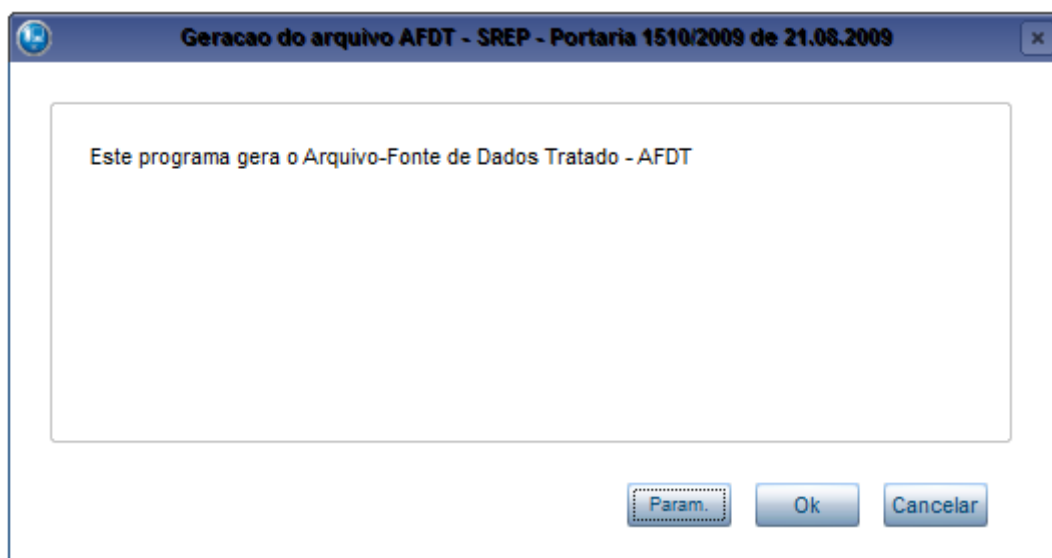 Geracao do arquivo AFDT - SREP - Portaria 1510/2009 de 21.08.2009
Este programa gera o Arquivo-Fonte de Dados Tratado - AFDT
Param. Ok Cancelar